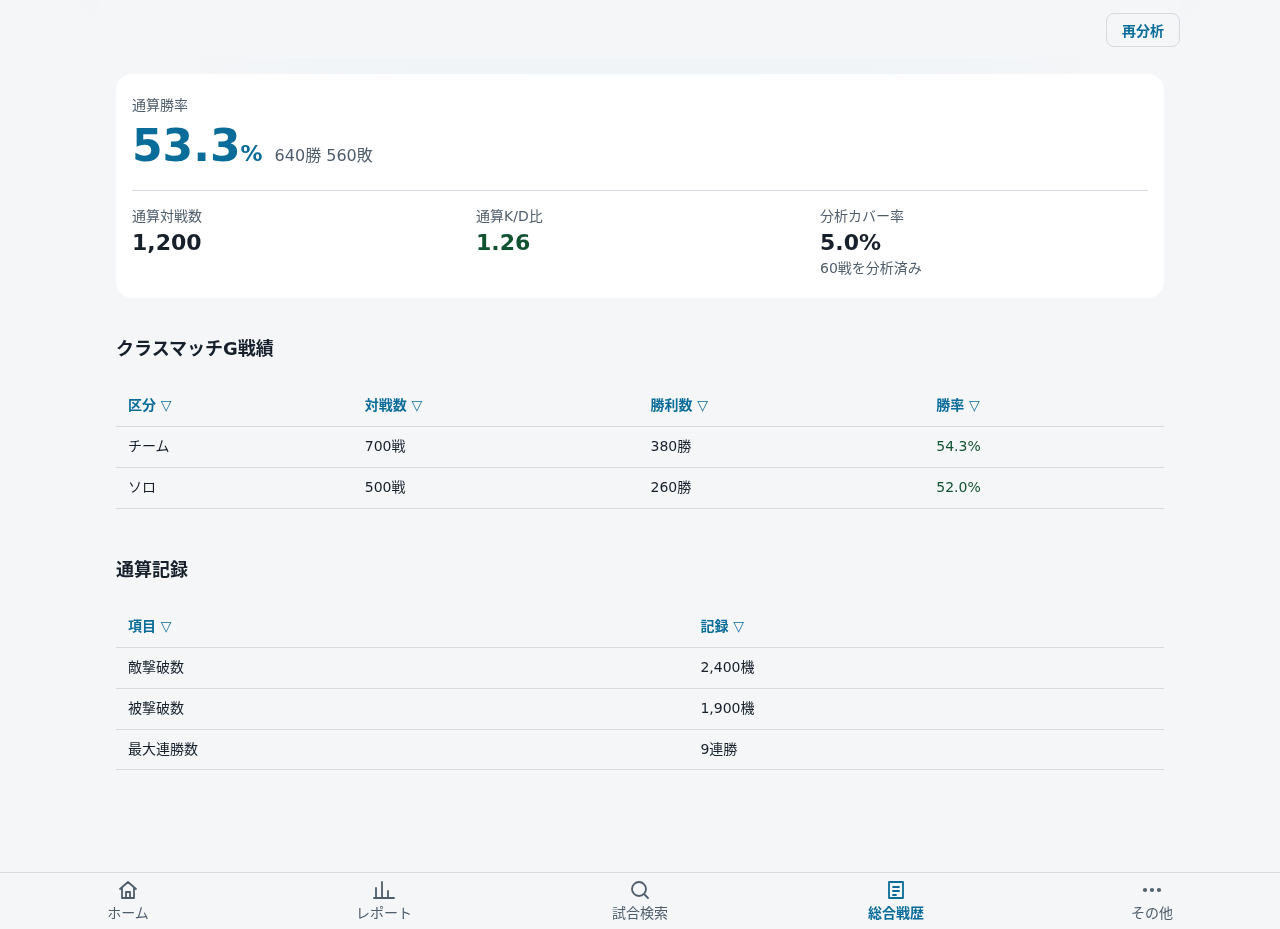 再分析
通算勝率
53.3% 640勝 560敗
通算対戦数 通算K/D比 分析カバー率
1,200 1.26 5.0%
60戦を分析済み
クラスマッチG戦績
区分 ▽ 対戦数 ▽ 勝利数 ▽ 勝率 ▽
チーム 700戦 380勝 54.3%
ソロ 500戦 260勝 52.0%
通算記録
項目 ▽ 記録 ▽
敵撃破数 2,400機
被撃破数 1,900機
最大連勝数 9連勝
ホーム レポート 試合検索 総合戦歴 その他